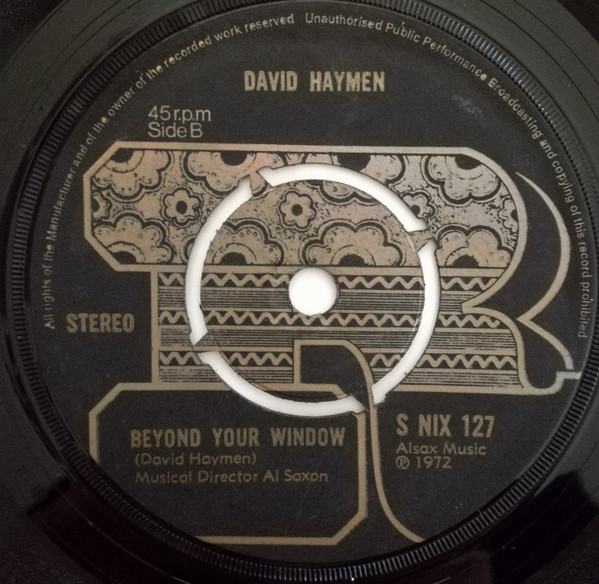 All rights of the Manufacturer and of the owner of the recorded work reserved Unauthorised Public Performance Broadcasting and copying of this record prohibited
DAVID HAYMEN
45 r.p.m
Side B
STEREO
BEYOND YOUR WINDOW
(David Haymen)
Musical Director Al Saxon
S NIX 127
Alsax Music
℗ 1972